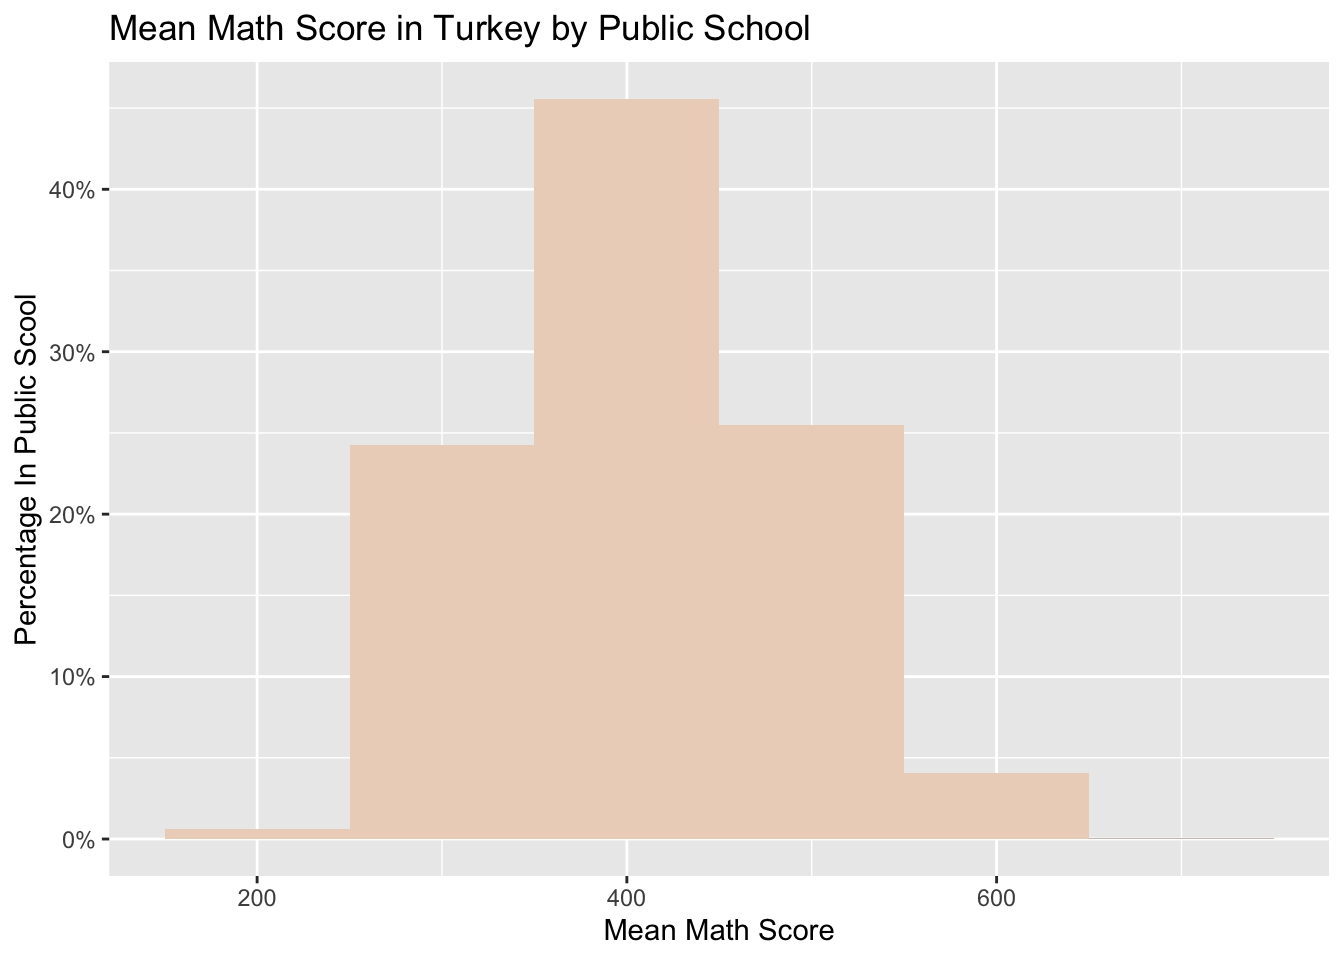 Mean Math Score in Turkey by Public School
Percentage In Public Scool
40%
30%
20%
10%
0%
200
400
600
Mean Math Score